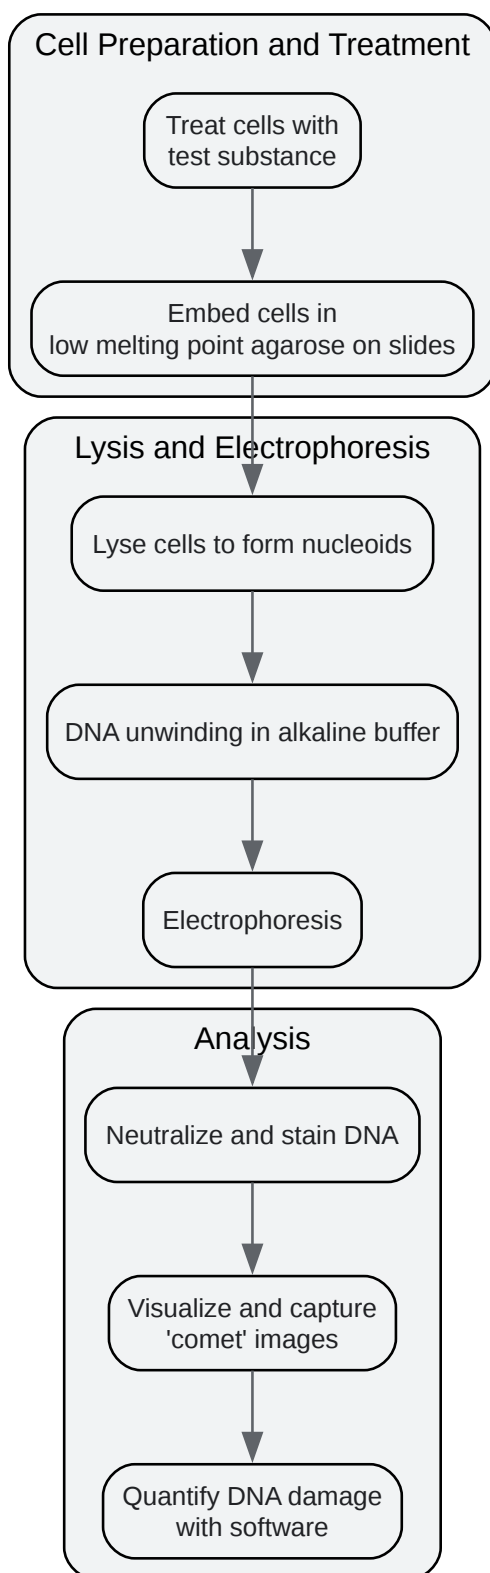 Cell Preparation and Treatment
Treat cells with
test substance
Embed cells in
low melting point agarose on slides
Lysis and Electrophoresis
Lyse cells to form nucleoids
DNA unwinding in alkaline buffer
Electrophoresis
Analysis
Neutralize and stain DNA
Visualize and capture
'comet' images
Quantify DNA damage
with software